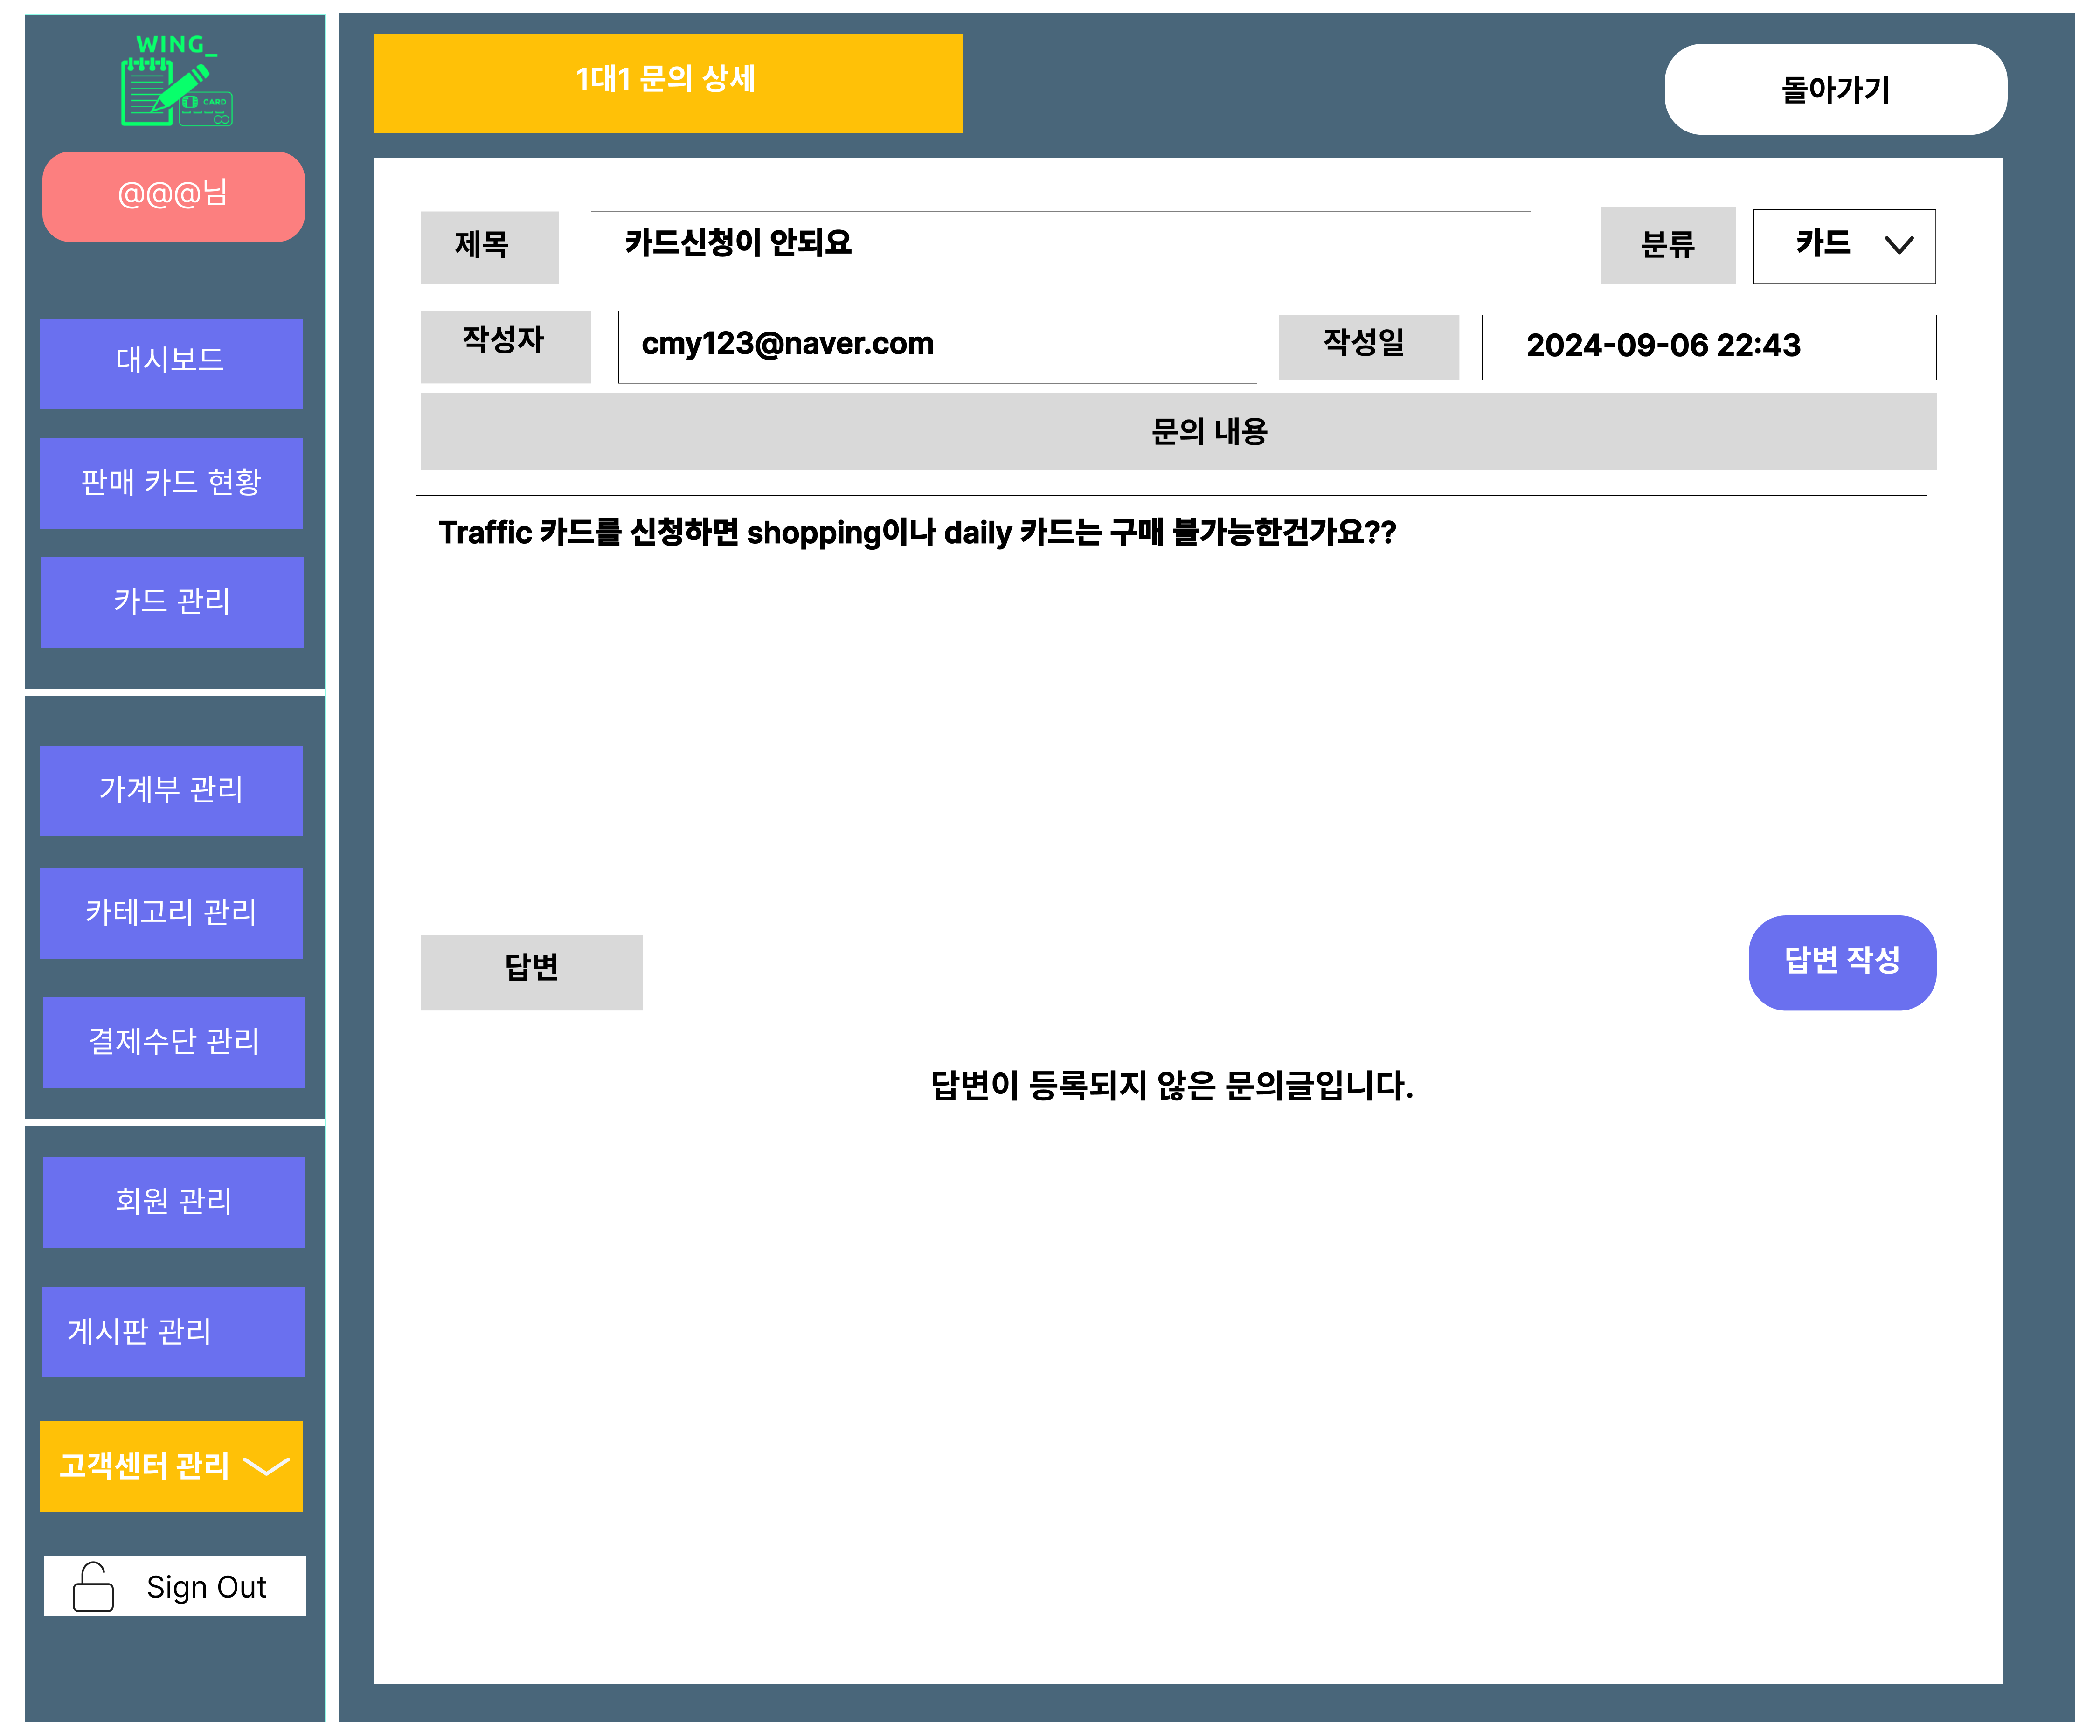 WING_
CARD
@@@님
대시보드
판매 카드 현황
카드 관리
가계부 관리
카테고리 관리
결제수단 관리
회원 관리
게시판 관리
고객센터 관리
Sign Out
1대1 문의 상세
돌아가기
제목
카드신청이 안되요
분류
카드
작성자
cmy123@naver.com
작성일
2024-09-06 22:43
문의 내용
Traffic 카드를 신청하면 shopping이나 daily 카드는 구매 불가능한건가요??
답변
답변 작성
답변이 등록되지 않은 문의글입니다.